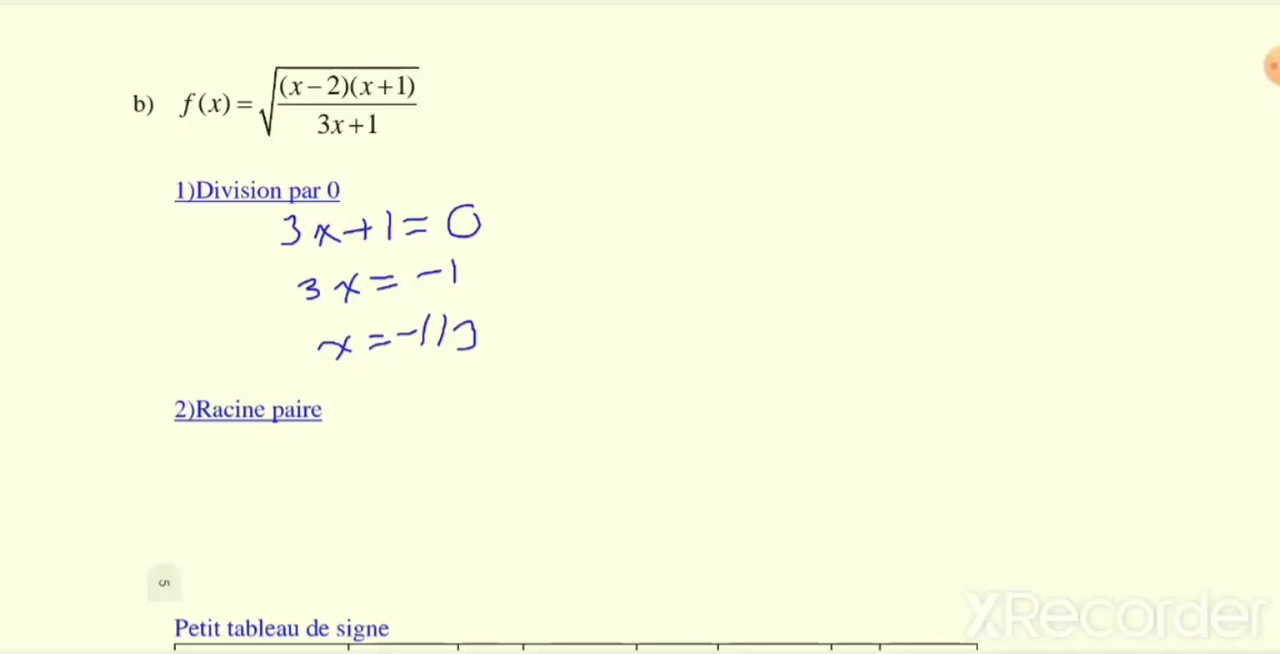 b) f(x) = √((x−2)(x+1)/(3x+1))
1)Division par 0
3x+1=0
3x=-1
x=-1/3
2)Racine paire
5
Petit tableau de signe
XRecorder